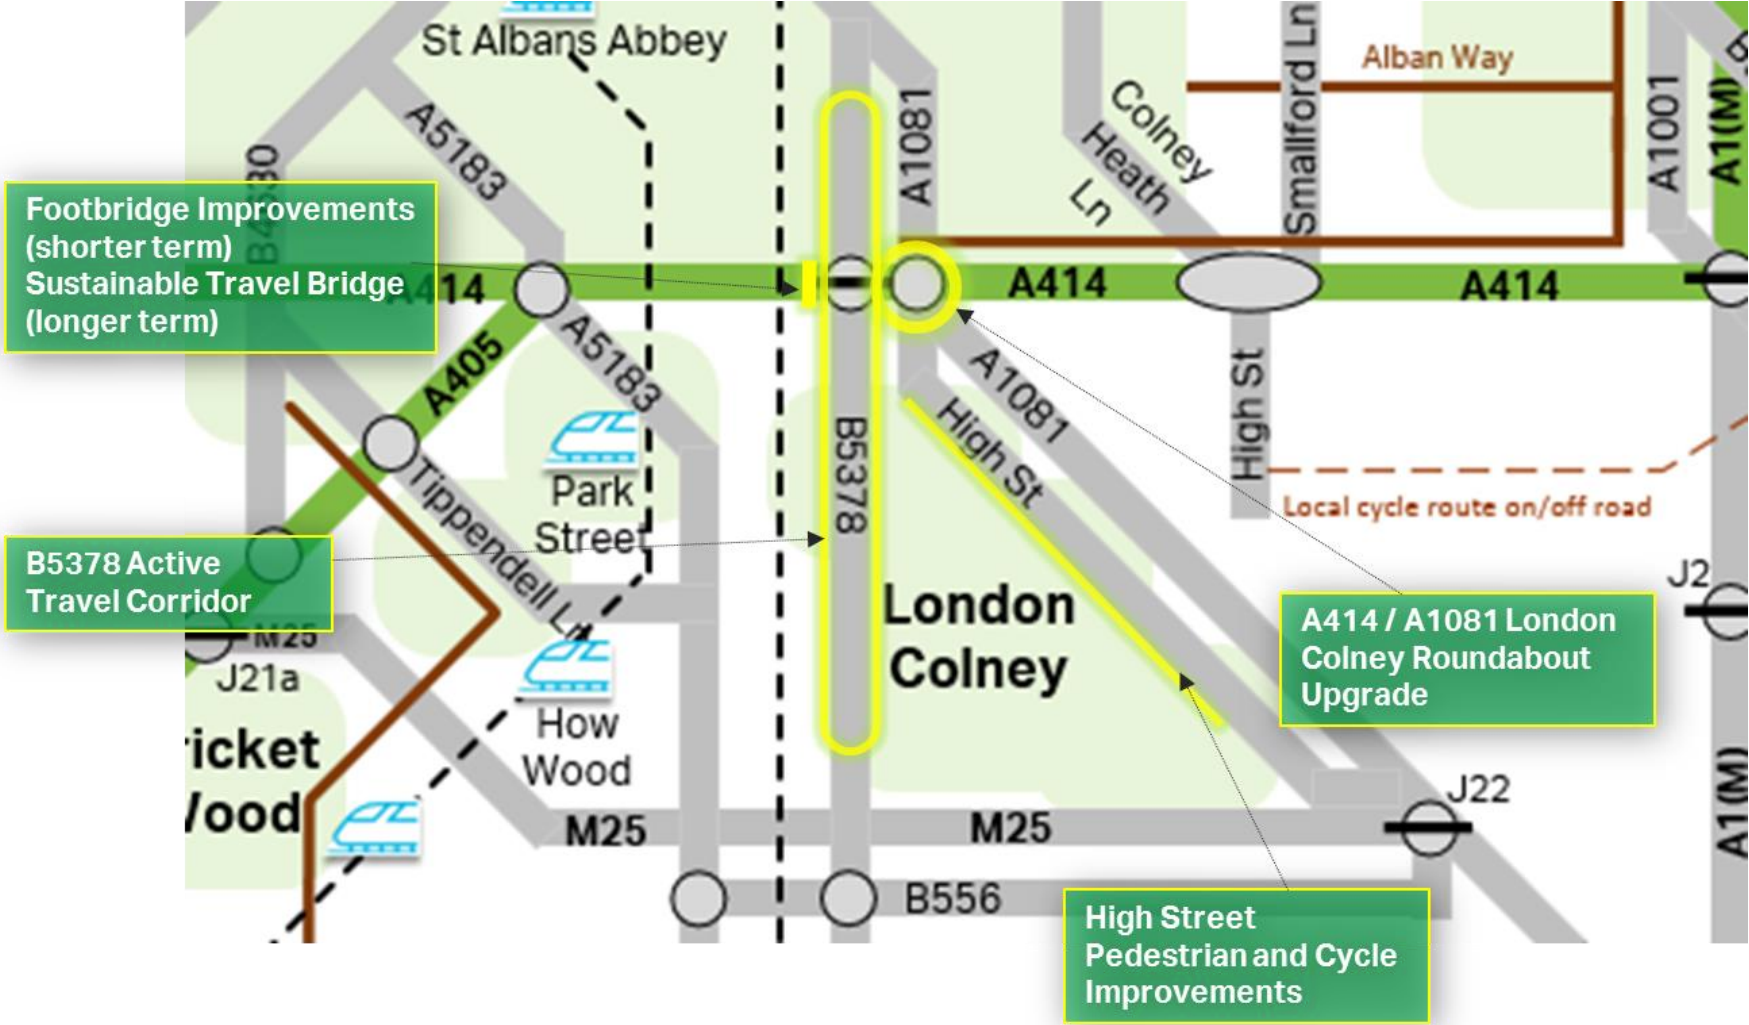 St Albans Abbey
A5183
B4630
A1081
Colney
Heath
Ln
Smallford Ln
Alban Way
A1001
A1(M)
Footbridge Improvements
(shorter term)
Sustainable Travel Bridge
(longer term)
A414
A414
A414
A405
A5183
A1081
High St
High St
B5378
Park
Street
Tippendell Ln
Local cycle route on/off road
B5378 Active
Travel Corridor
M25
J21a
J2
London
Colney
A414 / A1081 London
Colney Roundabout
Upgrade
How
Wood
ricket
Wood
M25
M25
J22
A1(M)
B556
High Street
Pedestrian and Cycle
Improvements